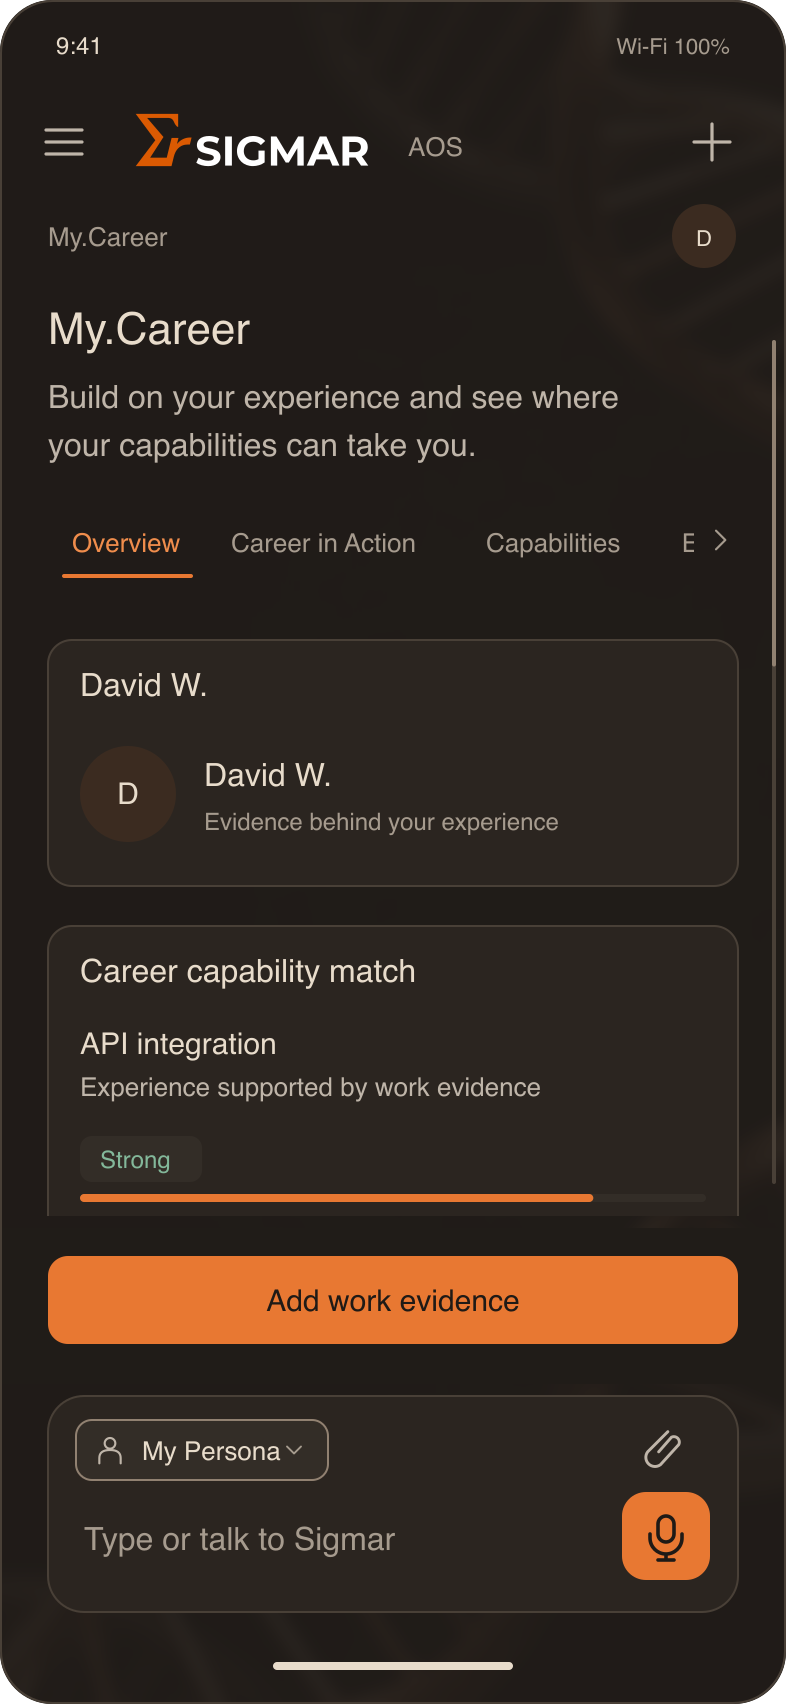 9:41 Wi-Fi 100%
Σr SIGMAR AOS
My.Career D
My.Career
Build on your experience and see where
your capabilities can take you.
Overview Career in Action Capabilities E
David W.
D
David W.
Evidence behind your experience
Career capability match
API integration
Experience supported by work evidence
Strong
Add work evidence
My Persona
Type or talk to Sigmar